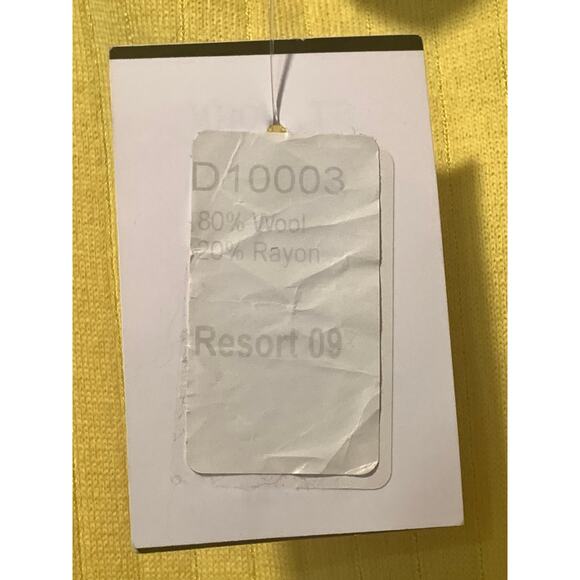 D10003
80% Wool
20% Rayon
Resort 09